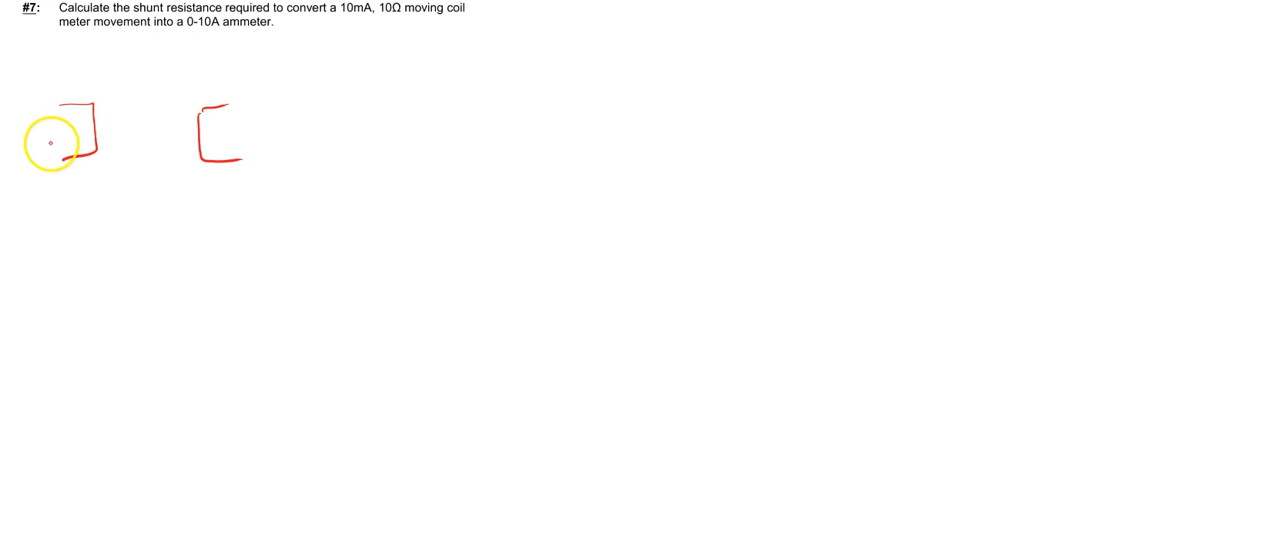 #7: Calculate the shunt resistance required to convert a 10mA, 10Ω moving coil
meter movement into a 0-10A ammeter.